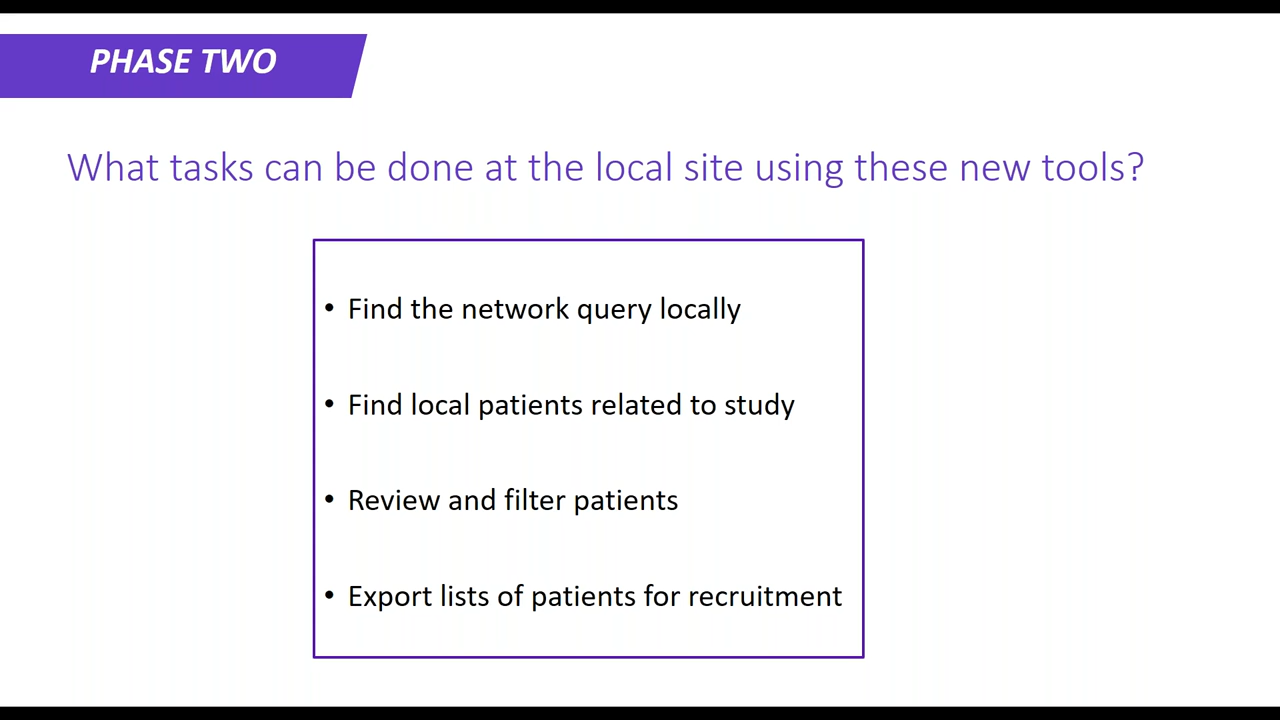 PHASE TWO
What tasks can be done at the local site using these new tools?
• Find the network query locally
• Find local patients related to study
• Review and filter patients
• Export lists of patients for recruitment